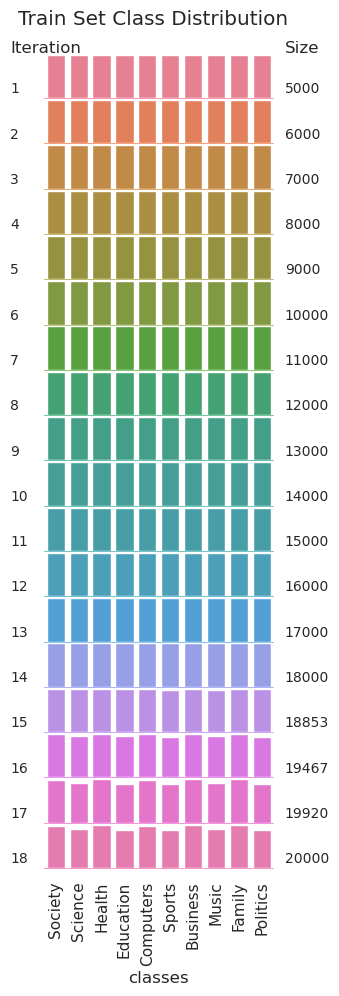 Train Set Class Distribution
Iteration Size
1 5000
2 6000
3 7000
4 8000
5 9000
6 10000
7 11000
8 12000
9 13000
10 14000
11 15000
12 16000
13 17000
14 18000
15 18853
16 19467
17 19920
18 20000
Society
Science
Health
Education
Computers
Sports
Business
Music
Family
Politics
classes